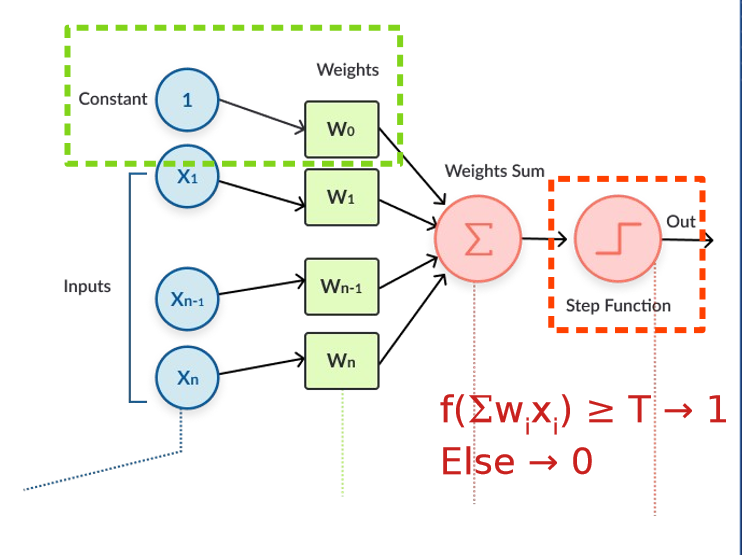 Weights
Constant
1
W0
X1
W1
Weights Sum
Σ
Out
Inputs
Xn-1
Wn-1
Step Function
Xn
Wn
f(Σwixi) ≥ T → 1
Else → 0